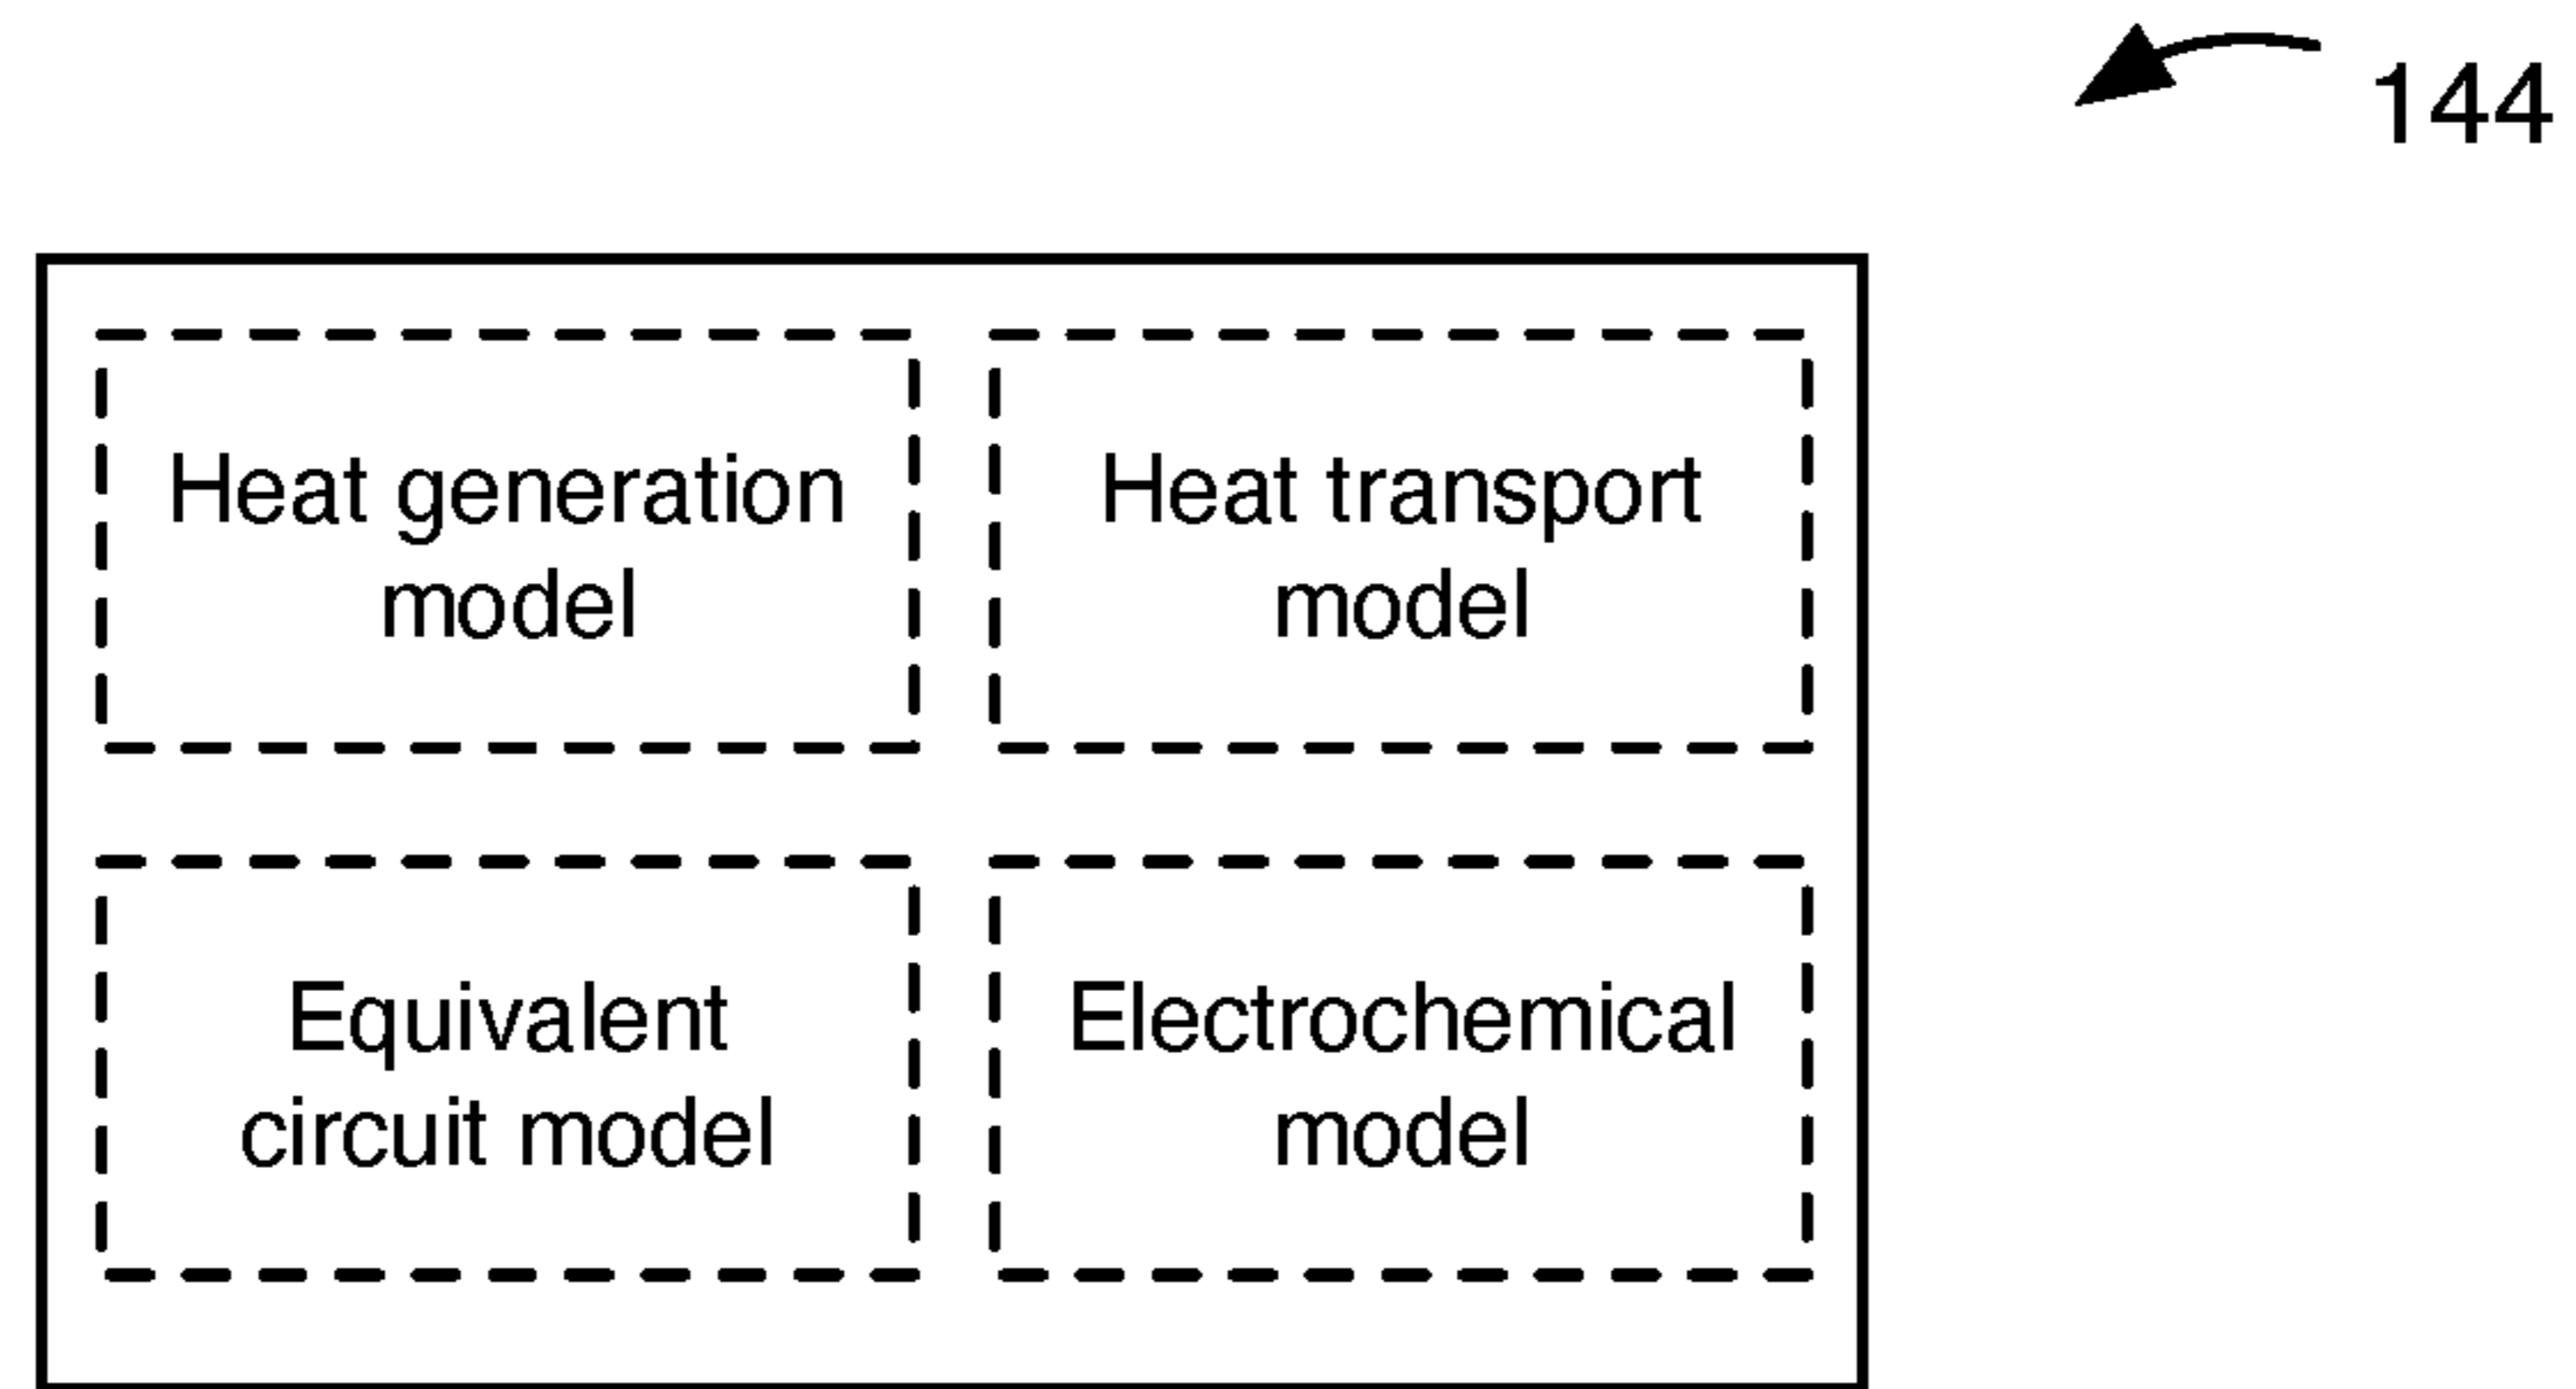 144
Heat generation
model
Heat transport
model
Equivalent
circuit model
Electrochemical
model